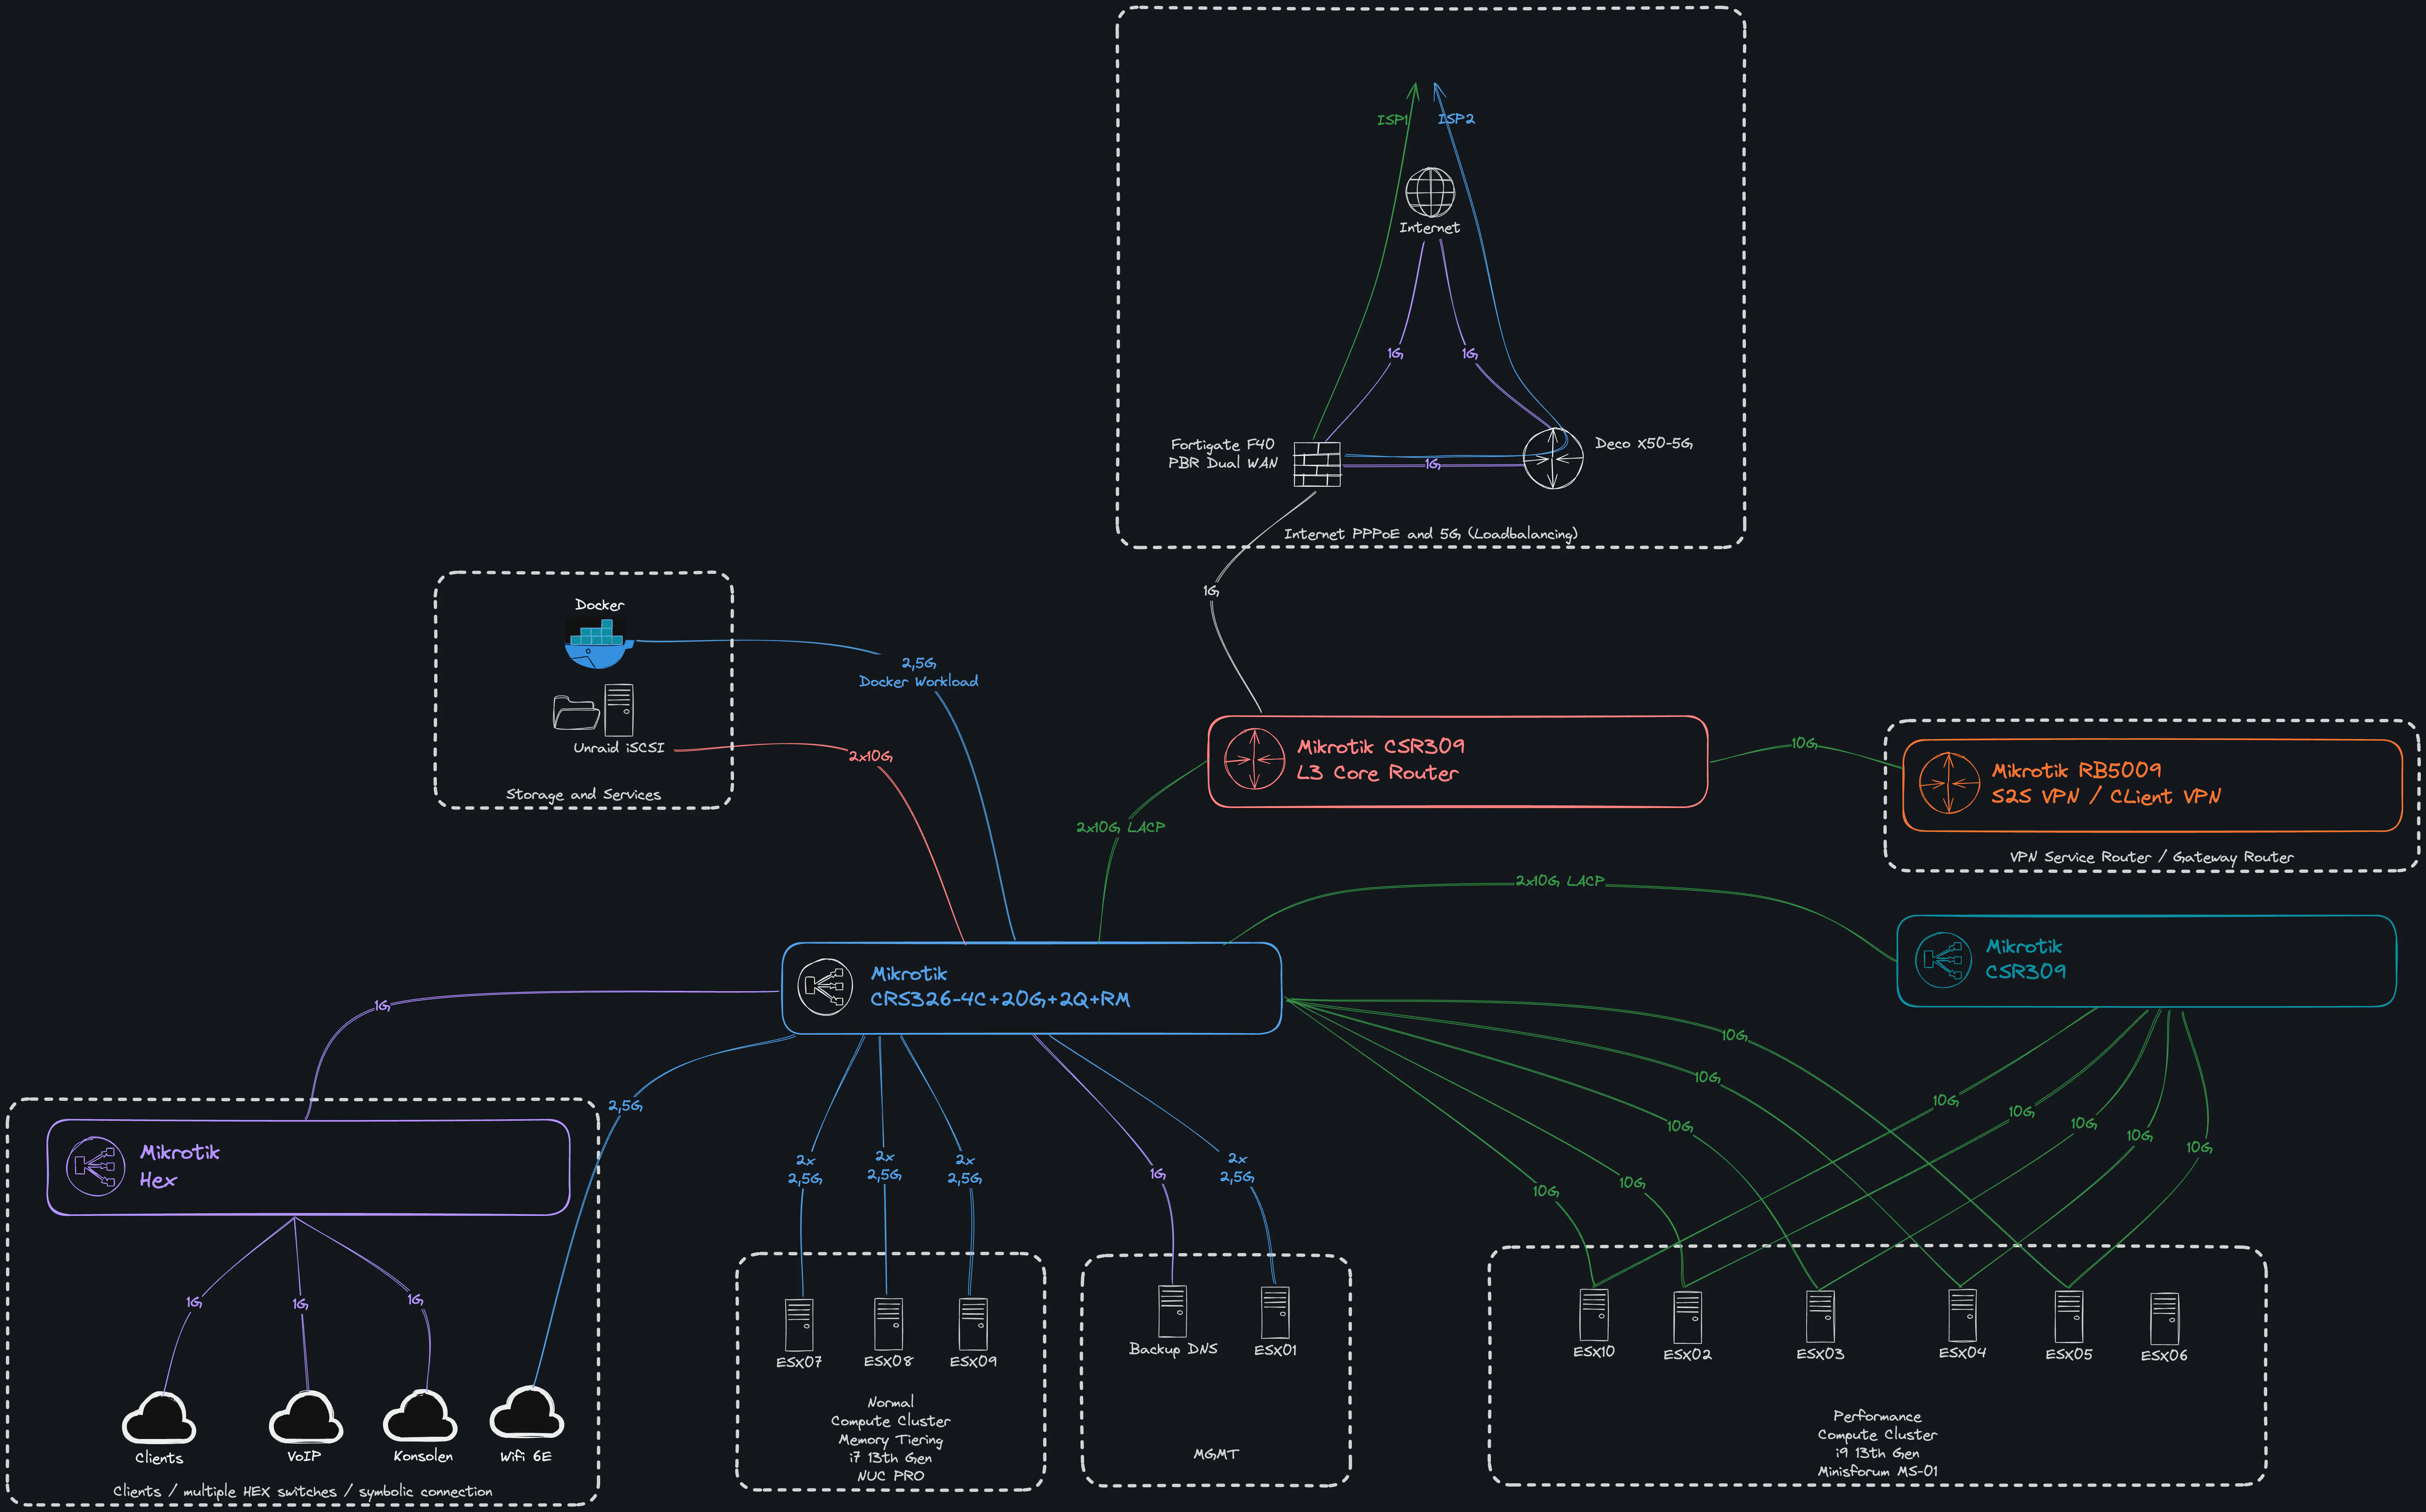 ISP1
ISP2
Internet
1G
1G
Fortigate F40
PBR Dual WAN
1G
Deco X50-5G
Internet PPPoE and 5G (Loadbalancing)
1G
Docker
2,5G
Docker Workload
Unraid iSCSI
2x10G
Storage and Services
Mikrotik CSR309
L3 Core Router
10G
Mikrotik RB5009
S2S VPN / CLient VPN
VPN Service Router / Gateway Router
2x10G LACP
2x10G LACP
Mikrotik
CSR309
Mikrotik
CRS326-4C+20G+2Q+RM
1G
2,5G
Mikrotik
Hex
1G
1G
1G
Clients
VoIP
Konsolen
Wifi 6E
Clients / multiple HEX switches / symbolic connection
2x
2,5G
2x
2,5G
2x
2,5G
ESX07
ESX08
ESX09
Normal
Compute Cluster
Memory Tiering
i7 13th Gen
NUC PRO
1G
2x
2,5G
Backup DNS
ESX01
MGMT
10G
10G
10G
10G
10G
10G
10G
10G
10G
10G
ESX10
ESX02
ESX03
ESX04
ESX05
ESX06
Performance
Compute Cluster
i9 13th Gen
Minisforum MS-01